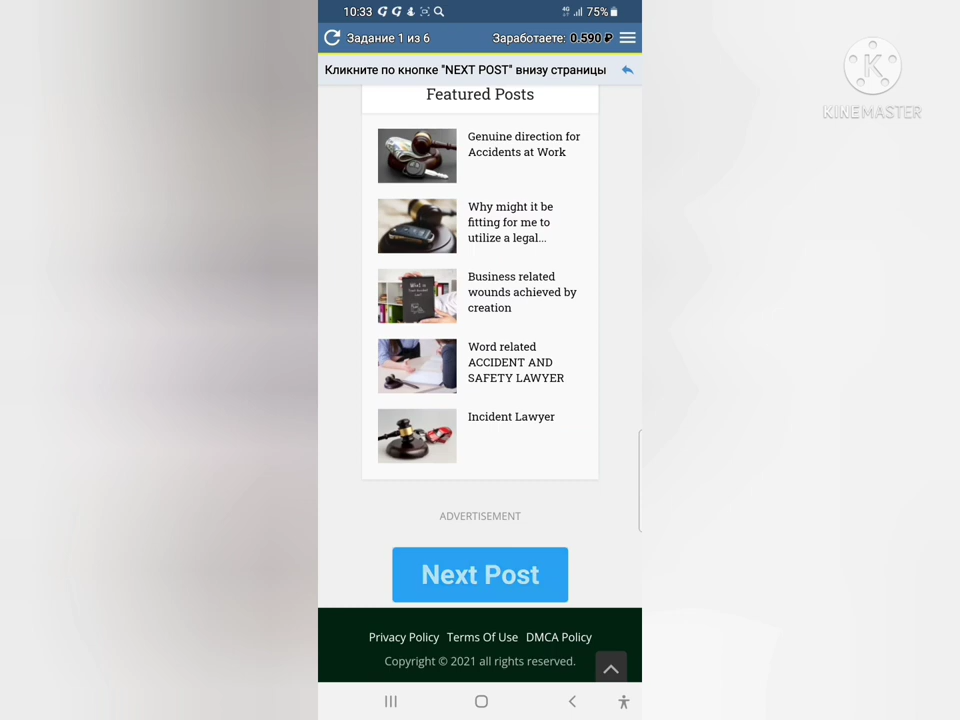 10:33
4G 75%
Задание 1 из 6
Заработаете: 0.590 ₽
Кликните по кнопке "NEXT POST" внизу страницы
Featured Posts
Genuine direction for
Accidents at Work
Why might it be
fitting for me to
utilize a legal...
Business related
wounds achieved by
creation
Word related
ACCIDENT AND
SAFETY LAWYER
Incident Lawyer
ADVERTISEMENT
Next Post
Privacy Policy Terms Of Use DMCA Policy
Copyright © 2021 all rights reserved.
K
KINEMASTER